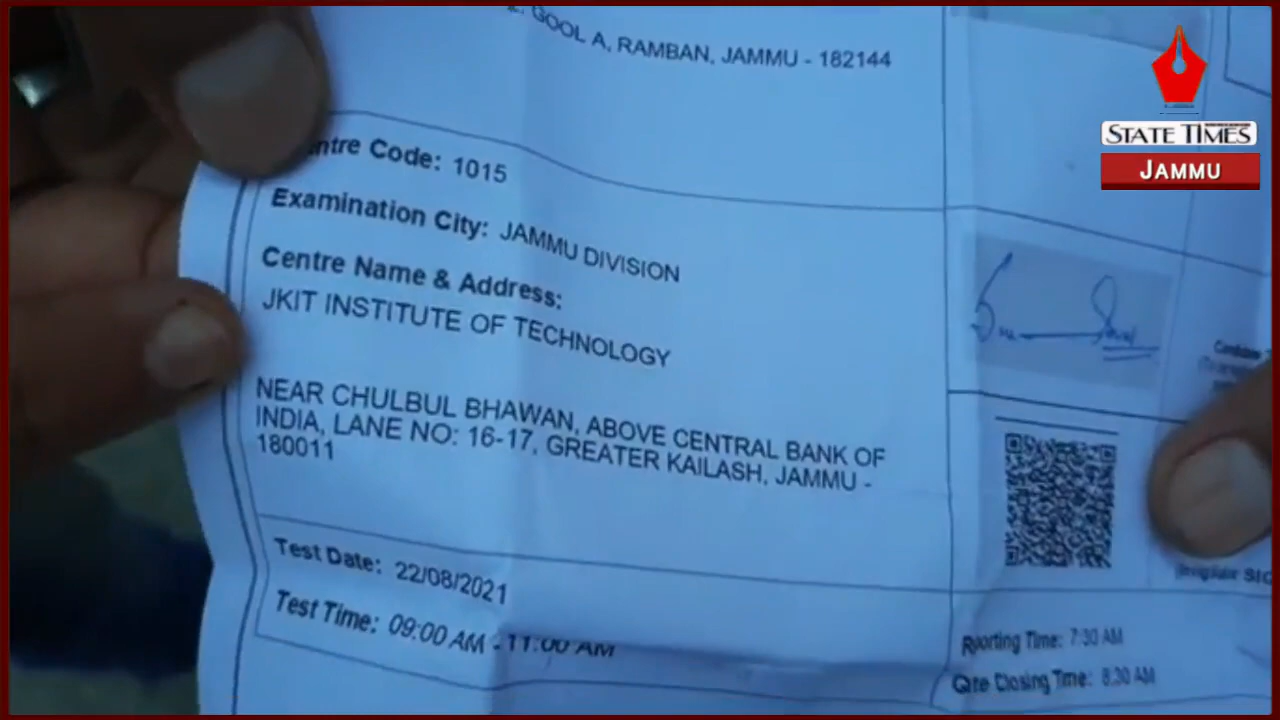 GOOL A, RAMBAN, JAMMU - 182144
STATE TIMES
JAMMU
Centre Code: 1015
Examination City: JAMMU DIVISION
Centre Name & Address:
JKIT INSTITUTE OF TECHNOLOGY
NEAR CHULBUL BHAWAN, ABOVE CENTRAL BANK OF
INDIA, LANE NO: 16-17, GREATER KAILASH, JAMMU -
180011
Test Date: 22/08/2021
Test Time: 09:00 AM - 11:00 AM
Reporting Time: 7:30 AM
Gate Closing Time: 8.30 AM